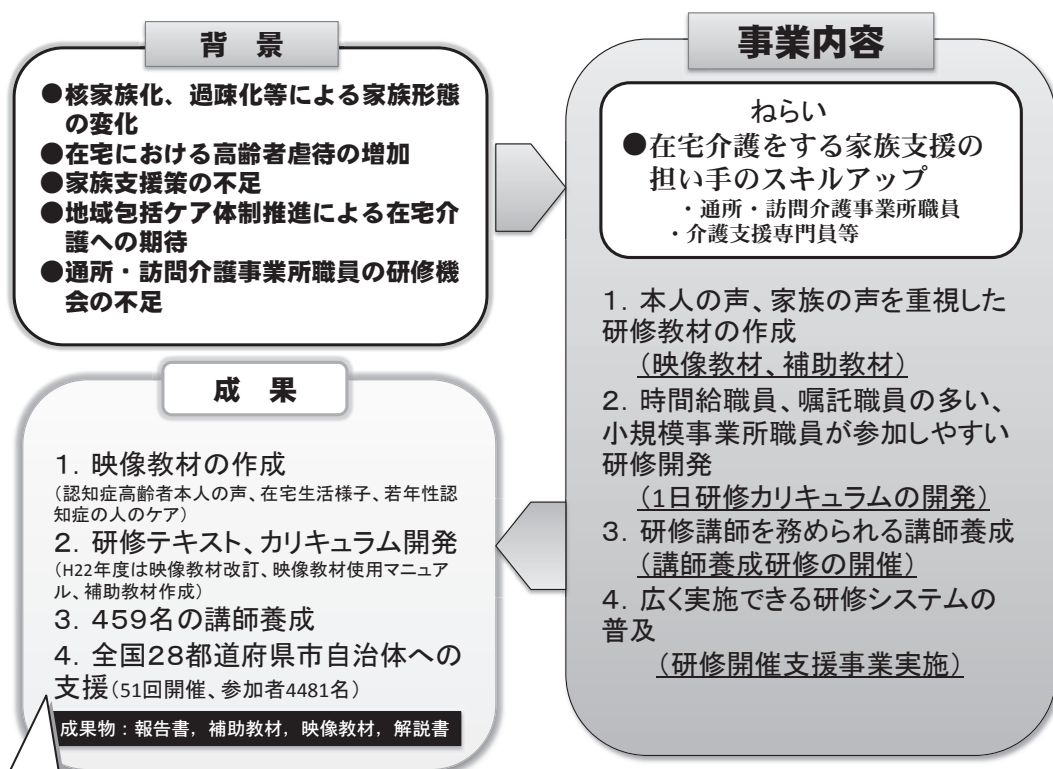 背 景
●核家族化、過疎化等による家族形態
の変化
●在宅における高齢者虐待の増加
●家族支援策の不足
●地域包括ケア体制推進による在宅介
護への期待
●通所・訪問介護事業所職員の研修機
会の不足
事業内容
ねらい
●在宅介護をする家族支援の
担い手のスキルアップ
・通所・訪問介護事業所職員
・介護支援専門員等
1．本人の声、家族の声を重視した
研修教材の作成
（映像教材、補助教材）
2．時間給職員、嘱託職員の多い、
小規模事業所職員が参加しやすい
研修開発
（1日研修カリキュラムの開発）
3．研修講師を務められる講師養成
（講師養成研修の開催）
4．広く実施できる研修システムの
普及
（研修開催支援事業実施）
成 果
1．映像教材の作成
（認知症高齢者本人の声、在宅生活様子、若年性認
知症の人のケア）
2．研修テキスト、カリキュラム開発
（H22年度は映像教材改訂、映像教材使用マニュア
ル、補助教材作成）
3．459名の講師養成
4．全国28都道府県市自治体への
支援（51回開催、参加者4481名）
成果物：報告書，補助教材，映像教材，解説書